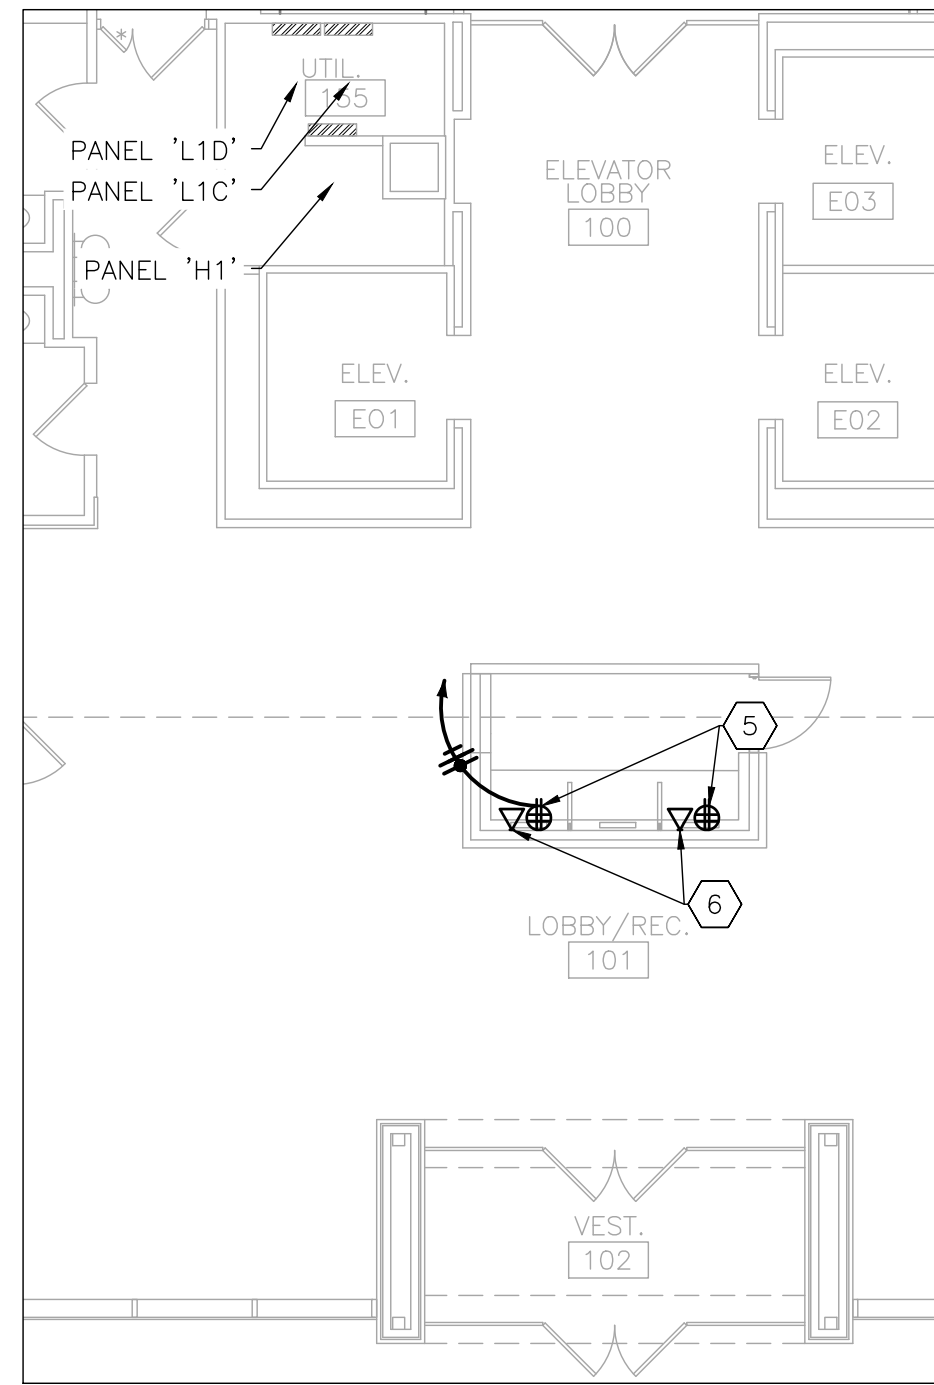 *
UTIL.
155
PANEL 'L1D'
PANEL 'L1C'
PANEL 'H1'
ELEVATOR
LOBBY
100
ELEV.
E03
ELEV.
E01
ELEV.
E02
5
6
LOBBY/REC.
101
VEST.
102